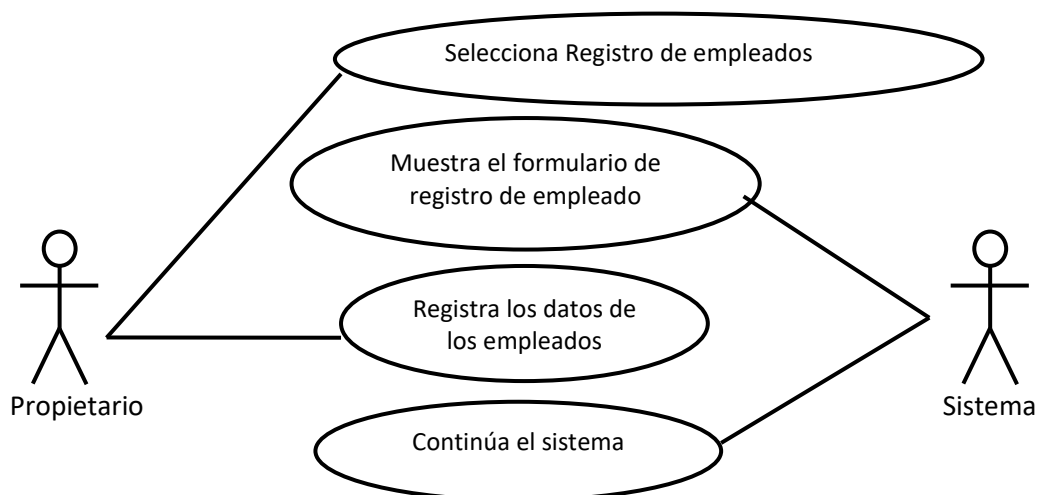 Selecciona Registro de empleados
Muestra el formulario de
registro de empleado
Registra los datos de
los empleados
Propietario
Sistema
Continúa el sistema